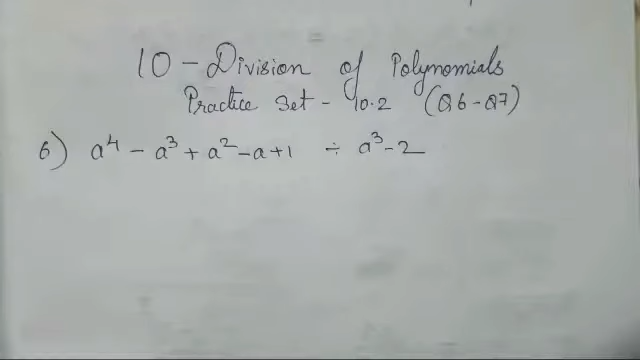 10 - Division of Polynomials
Practice Set - 10.2 (Q6 - Q7)
6) a⁴ - a³ + a² - a + 1 ÷ a³ - 2